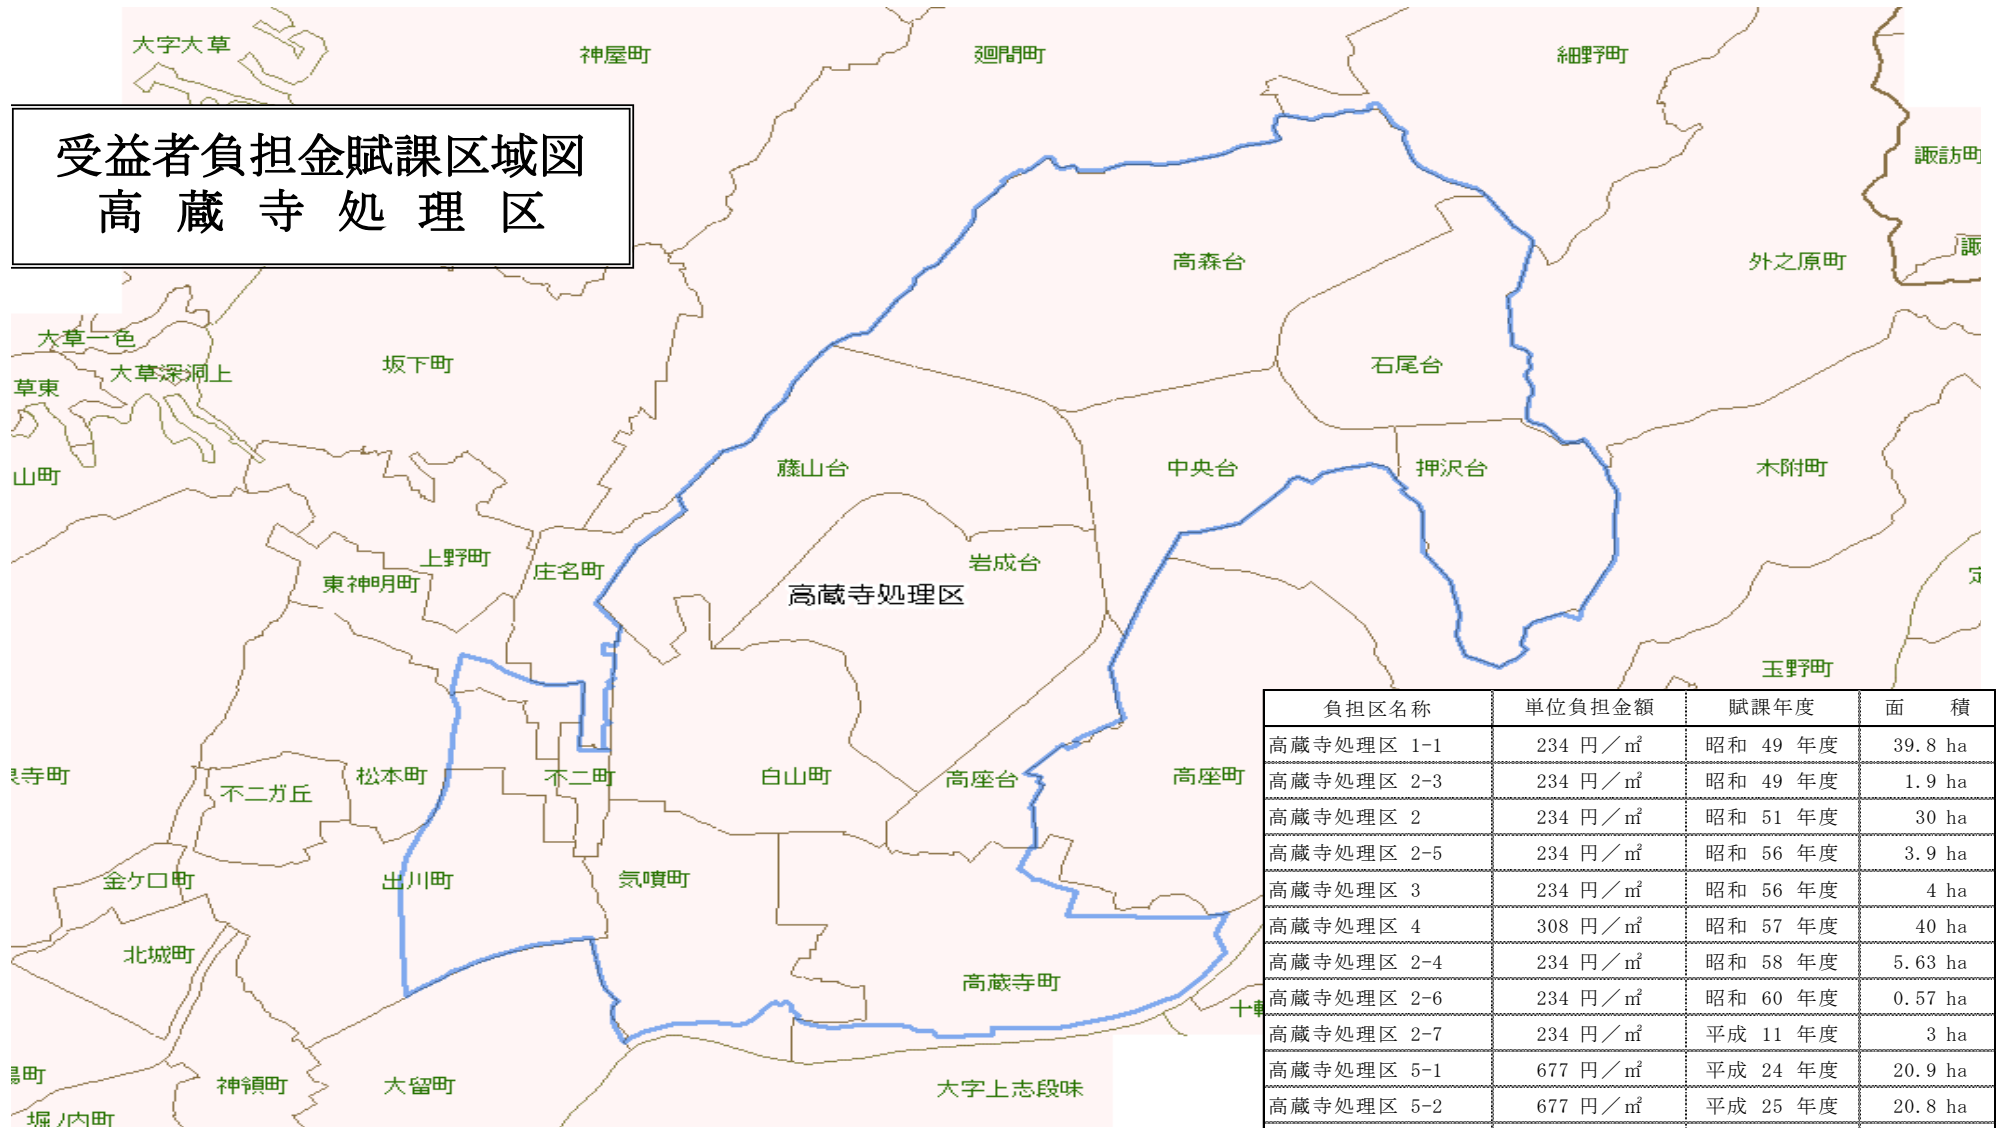 大字大草
神屋町
廻間町
細野町
受益者負担金賦課区域図
高蔵寺処理区
諏訪町
諏
高森台
外之原町
大草一色
大草深洞上
坂下町
石尾台
草東
山町
藤山台
中央台
押沢台
木附町
上野町
庄名町
岩成台
東神明町
高蔵寺処理区
玉野町
寺町
松本町
不二ガ丘
不二町
白山町
高座台
高座町
金ケ口町
出川町
気噴町
北城町
高蔵寺町
十
町
神領町
大留町
大字上志段味
堀ノ内町
負担区名称 単位負担金額 賦課年度 面 積
高蔵寺処理区 1-1 234 円／㎡ 昭和 49 年度 39.8 ha
高蔵寺処理区 2-3 234 円／㎡ 昭和 49 年度 1.9 ha
高蔵寺処理区 2 234 円／㎡ 昭和 51 年度 30 ha
高蔵寺処理区 2-5 234 円／㎡ 昭和 56 年度 3.9 ha
高蔵寺処理区 3 234 円／㎡ 昭和 56 年度 4 ha
高蔵寺処理区 4 308 円／㎡ 昭和 57 年度 40 ha
高蔵寺処理区 2-4 234 円／㎡ 昭和 58 年度 5.63 ha
高蔵寺処理区 2-6 234 円／㎡ 昭和 60 年度 0.57 ha
高蔵寺処理区 2-7 234 円／㎡ 平成 11 年度 3 ha
高蔵寺処理区 5-1 677 円／㎡ 平成 24 年度 20.9 ha
高蔵寺処理区 5-2 677 円／㎡ 平成 25 年度 20.8 ha